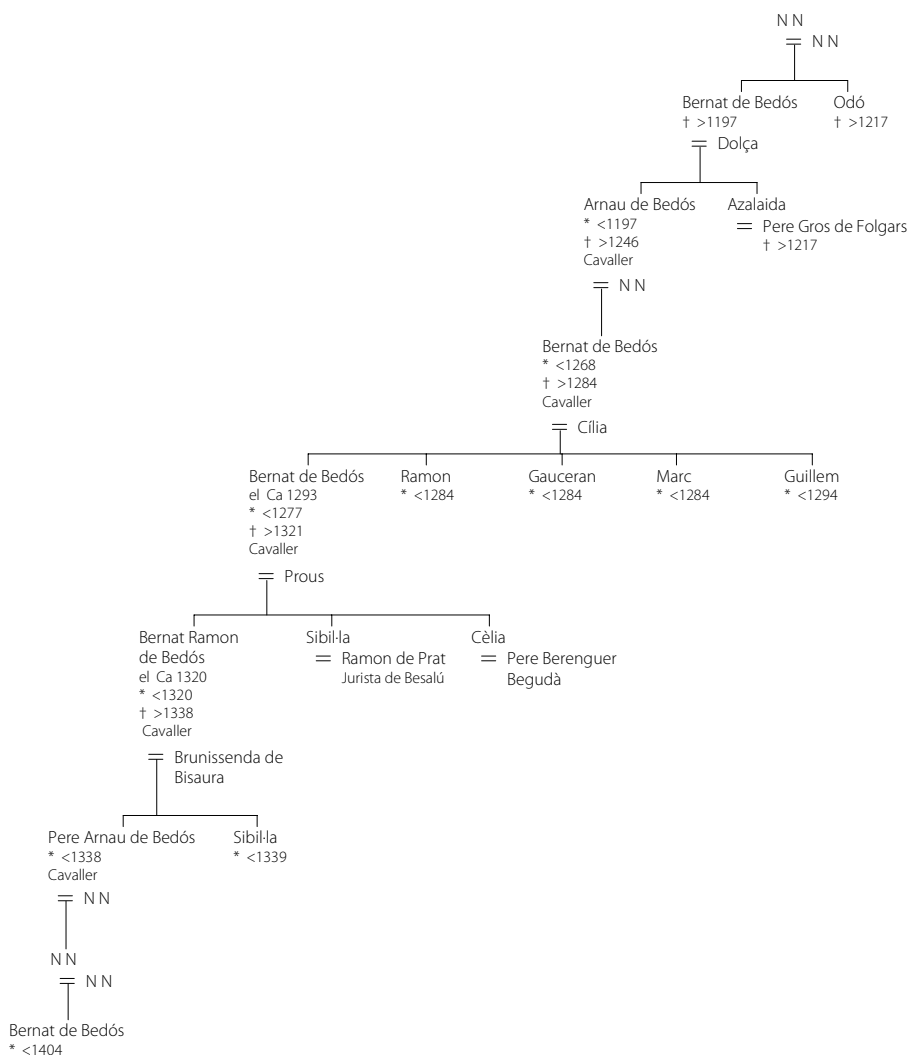 N N
= N N
Bernat de Bedós
† >1197
Odó
† >1217
= Dolça
Arnau de Bedós
* <1197
† >1246
Cavaller
Azalaida
= Pere Gros de Folgars
† >1217
= N N
Bernat de Bedós
* <1268
† >1284
Cavaller
= Cília
Bernat de Bedós
el Ca 1293
* <1277
† >1321
Cavaller
Ramon
* <1284
Gauceran
* <1284
Marc
* <1284
Guillem
* <1294
= Prous
Bernat Ramon
de Bedós
el Ca 1320
* <1320
† >1338
Cavaller
Sibil·la
= Ramon de Prat
Jurista de Besalú
Cèlia
= Pere Berenguer
Begudà
= Brunissenda de
Bisaura
Pere Arnau de Bedós
* <1338
Cavaller
Sibil·la
* <1339
= N N
N N
= N N
Bernat de Bedós
* <1404